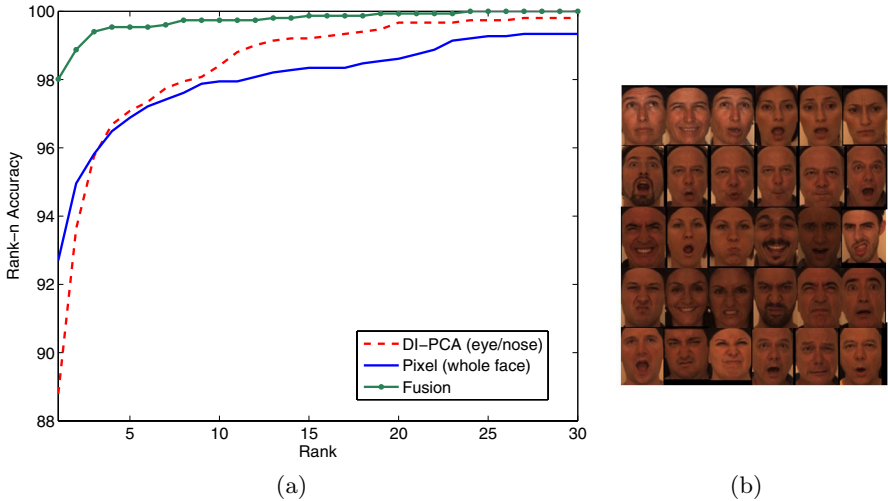 100
98
96
94
92
90
88
Rank−n Accuracy
DI−PCA (eye/nose)
Pixel (whole face)
Fusion
5 10 15 20 25 30
Rank
(a) (b)